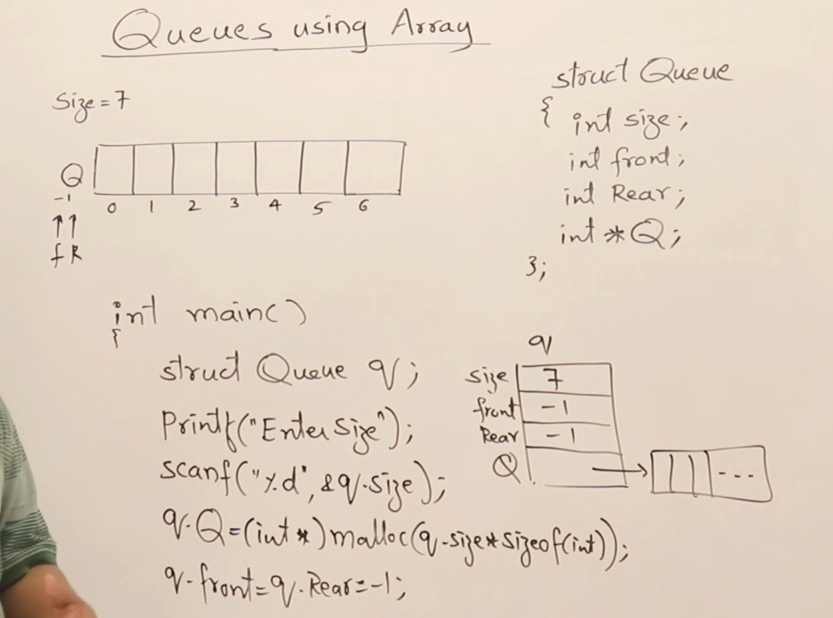 Queues using Array
Size=7
Q
-1
0 1 2 3 4 5 6
f R
struct Queue
{ int size;
int front;
int Rear;
int *Q;
};
int main()
{
struct Queue q;
Printf("Enter Size");
scanf("%d", &q.size);
q.Q=(int*)malloc(q.size*sizeof(int));
q.front=q.Rear=-1;
q
size 7
front -1
Rear -1
Q
---